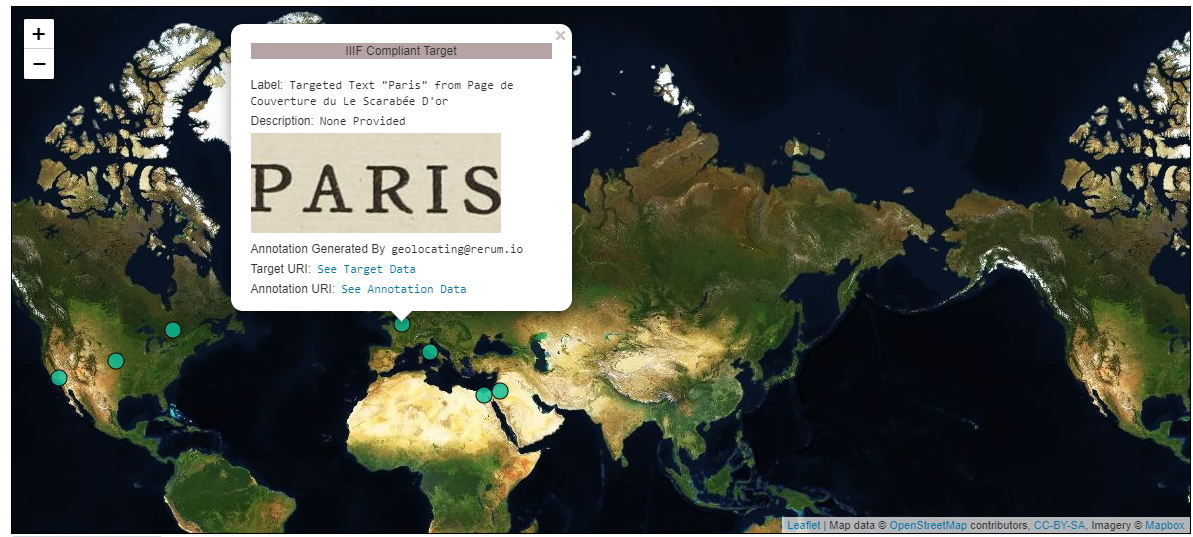 +
−
×
IIIF Compliant Target
Label: Targeted Text "Paris" from Page de
Couverture du Le Scarabée D'or
Description: None Provided
PARIS
Annotation Generated By geolocating@rerum.io
Target URI: See Target Data
Annotation URI: See Annotation Data
Leaflet | Map data © OpenStreetMap contributors, CC-BY-SA, Imagery © Mapbox